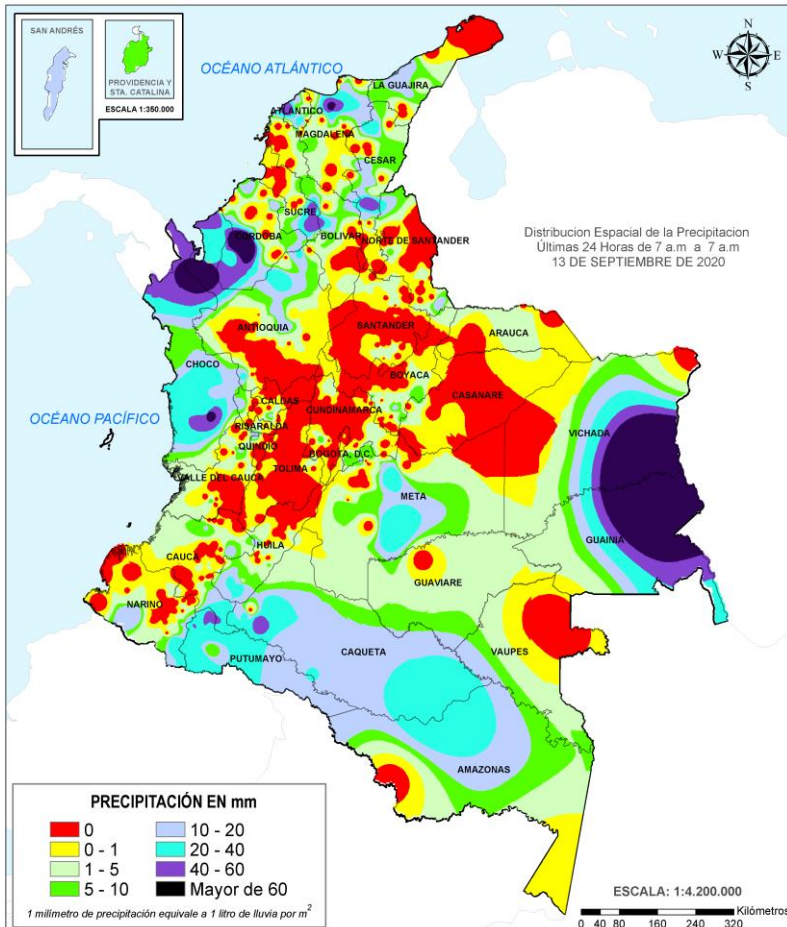 SAN ANDRÉS
PROVIDENCIA Y
STA. CATALINA
ESCALA 1:350.000
OCÉANO ATLÁNTICO
N
W
E
S
LA GUAJIRA
ATLÁNTICO
MAGDALENA
CESAR
SUCRE
CORDOBA
BOLIVAR
NORTE DE SANTANDER
Distribucion Espacial de la Precipitacion
Últimas 24 Horas de 7 a.m a 7 a.m
13 DE SEPTIEMBRE DE 2020
ANTIOQUIA
SANTANDER
ARAUCA
CHOCO
BOYACA
CASANARE
CALDAS
CUNDINAMARCA
OCÉANO PACÍFICO
RISARALDA
VICHADA
QUINDIO
BOGOTA, D.C.
TOLIMA
VALLE DEL CAUCA
META
GUAINIA
HUILA
CAUCA
GUAVIARE
NARIÑO
VAUPES
CAQUETA
PUTUMAYO
AMAZONAS
PRECIPITACIÓN EN mm
0
10 - 20
0 - 1
20 - 40
1 - 5
40 - 60
5 - 10
Mayor de 60
1 milímetro de precipitación equivale a 1 litro de lluvia por m²
ESCALA: 1:4.200.000
Kilómetros
0 40 80 160 240 320